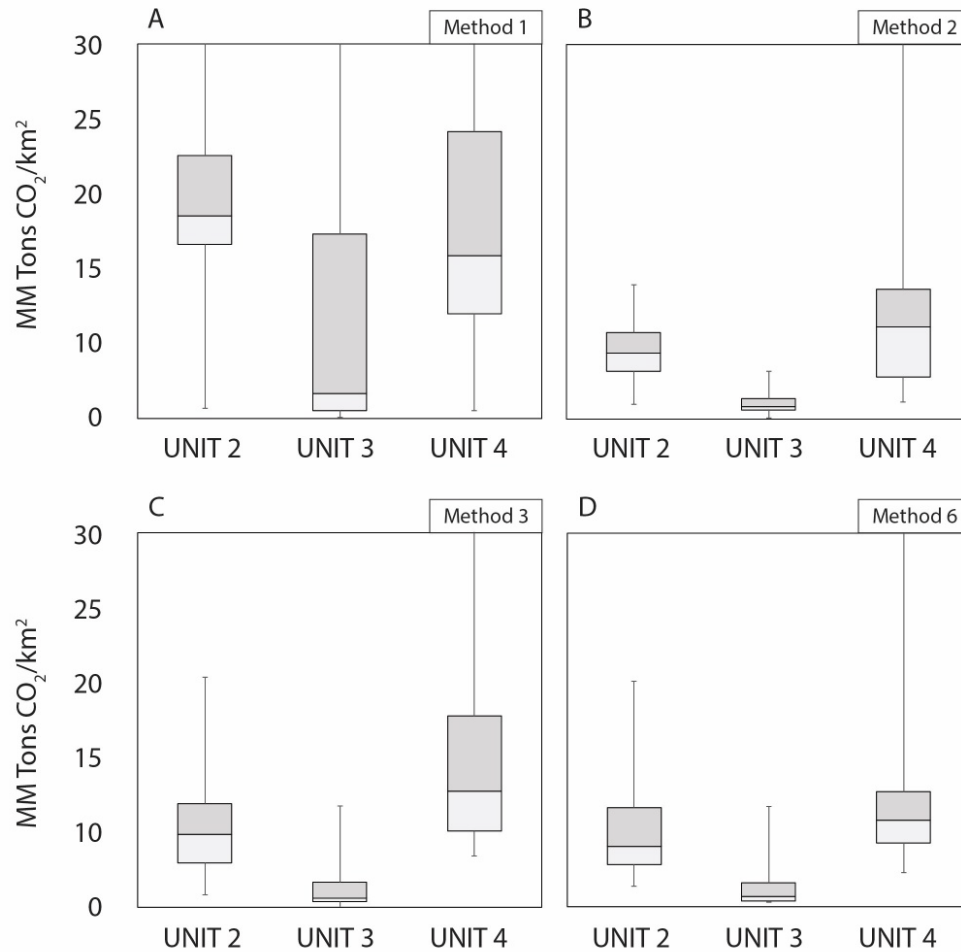 A
Method 1
B
Method 2
MM Tons CO₂/km²
30
25
20
15
10
0
UNIT 2 UNIT 3 UNIT 4
UNIT 2 UNIT 3 UNIT 4
C
Method 3
D
Method 6
MM Tons CO₂/km²
30
25
20
15
10
0
UNIT 2 UNIT 3 UNIT 4
UNIT 2 UNIT 3 UNIT 4